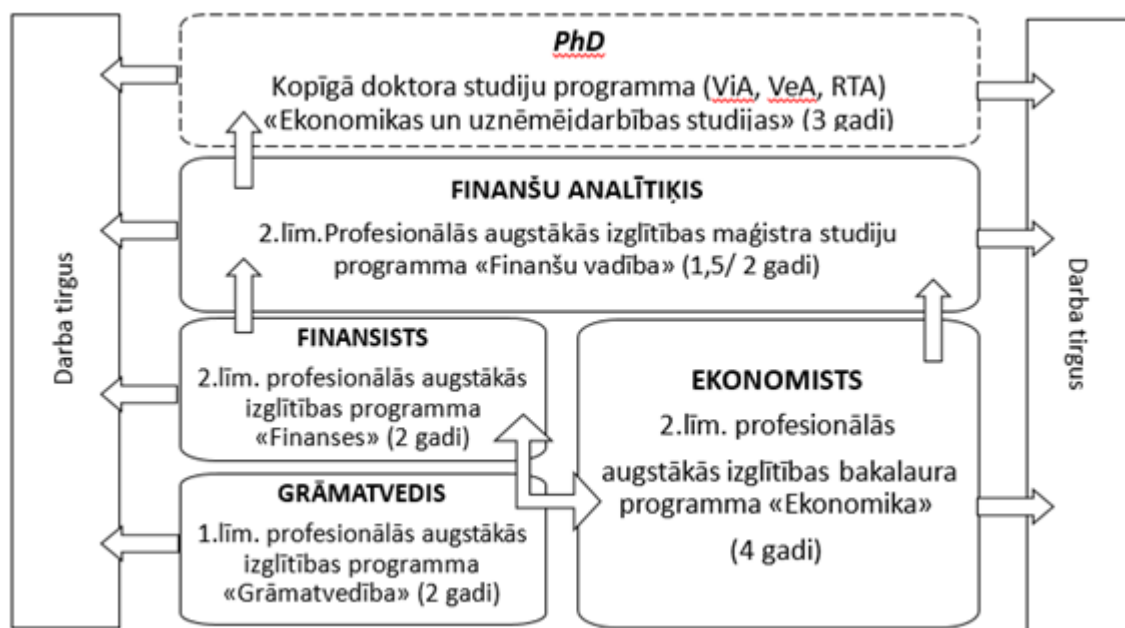 Darba tirgus
PhD
Kopīgā doktora studiju programma (ViA, VeA, RTA)
«Ekonomikas un uzņēmējdarbības studijas» (3 gadi)
FINANŠU ANALĪTIĶIS
2.līm.Profesionālās augstākās izglītības maģistra studiju
programma «Finanšu vadība» (1,5/ 2 gadi)
FINANSISTS
2.līm. profesionālās augstākās
izglītības programma
«Finanses» (2 gadi)
GRĀMATVEDIS
1.līm. profesionālās augstākās
izglītības programma
«Grāmatvedība» (2 gadi)
EKONOMISTS
2.līm. profesionālās
augstākās izglītības bakalaura
programma «Ekonomika»
(4 gadi)
Darba tirgus